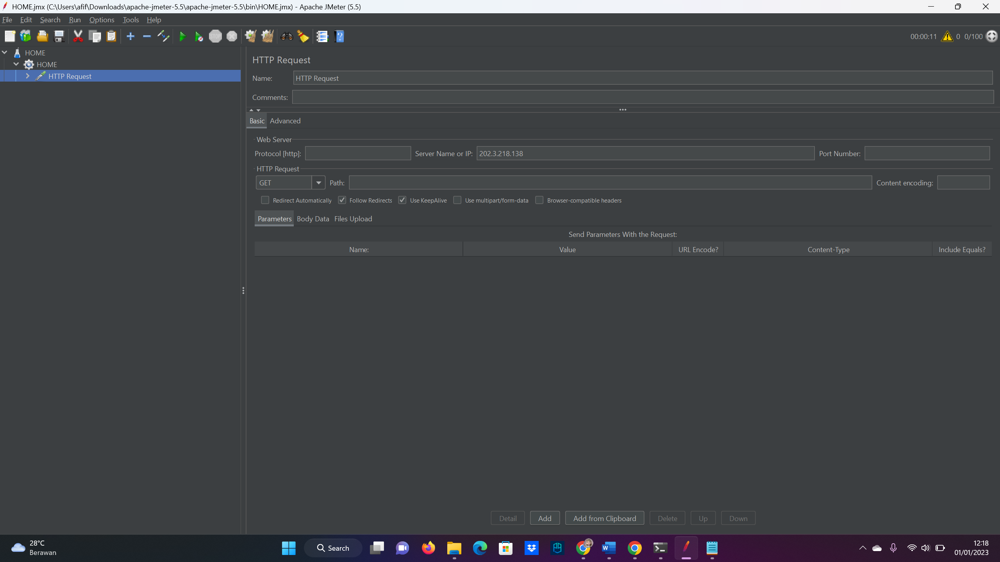 HOME.jmx (C:\Users\afif\Downloads\apache-jmeter-5.5\apache-jmeter-5.5\bin\HOME.jmx) - Apache JMeter (5.5)
File Edit Search Run Options Tools Help
STOP
00:00:11 0 0/100
HOME
HOME
HTTP Request
HTTP Request
Name: HTTP Request
Comments:
Basic Advanced
Web Server
Protocol [http]: Server Name or IP: 202.3.218.138 Port Number:
HTTP Request
GET Path: Content encoding:
Redirect Automatically Follow Redirects Use KeepAlive Use multipart/form-data Browser-compatible headers
Parameters Body Data Files Upload
Send Parameters With the Request:
Name: Value URL Encode? Content-Type Include Equals?
Detail Add Add from Clipboard Delete Up Down
28°C
Berawan
Search
12:18
01/01/2023